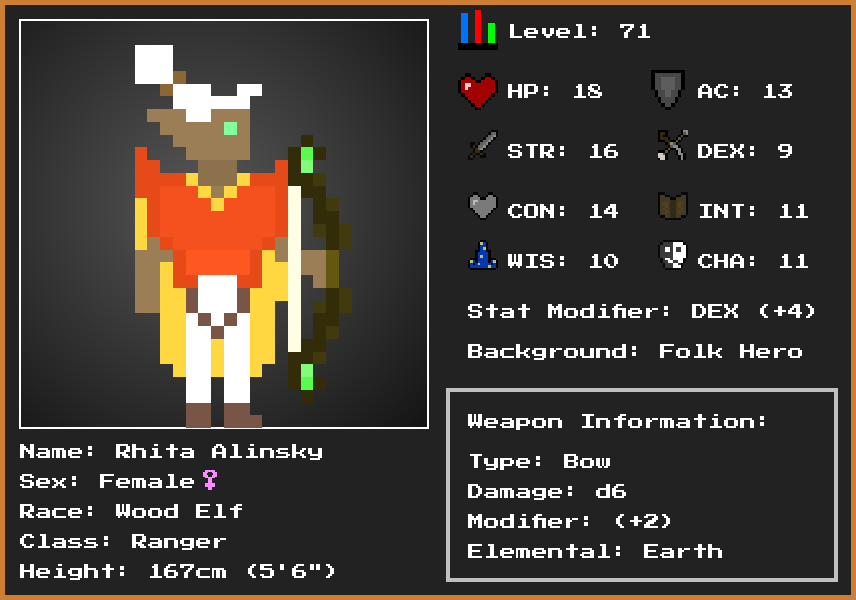 Level: 71
HP: 18
AC: 13
STR: 16
DEX: 9
CON: 14
INT: 11
WIS: 10
CHA: 11
Stat Modifier: DEX (+4)
Background: Folk Hero
Weapon Information:
Type: Bow
Damage: d6
Modifier: (+2)
Elemental: Earth
Name: Rhita Alinsky
Sex: Female♀
Race: Wood Elf
Class: Ranger
Height: 167cm (5'6")